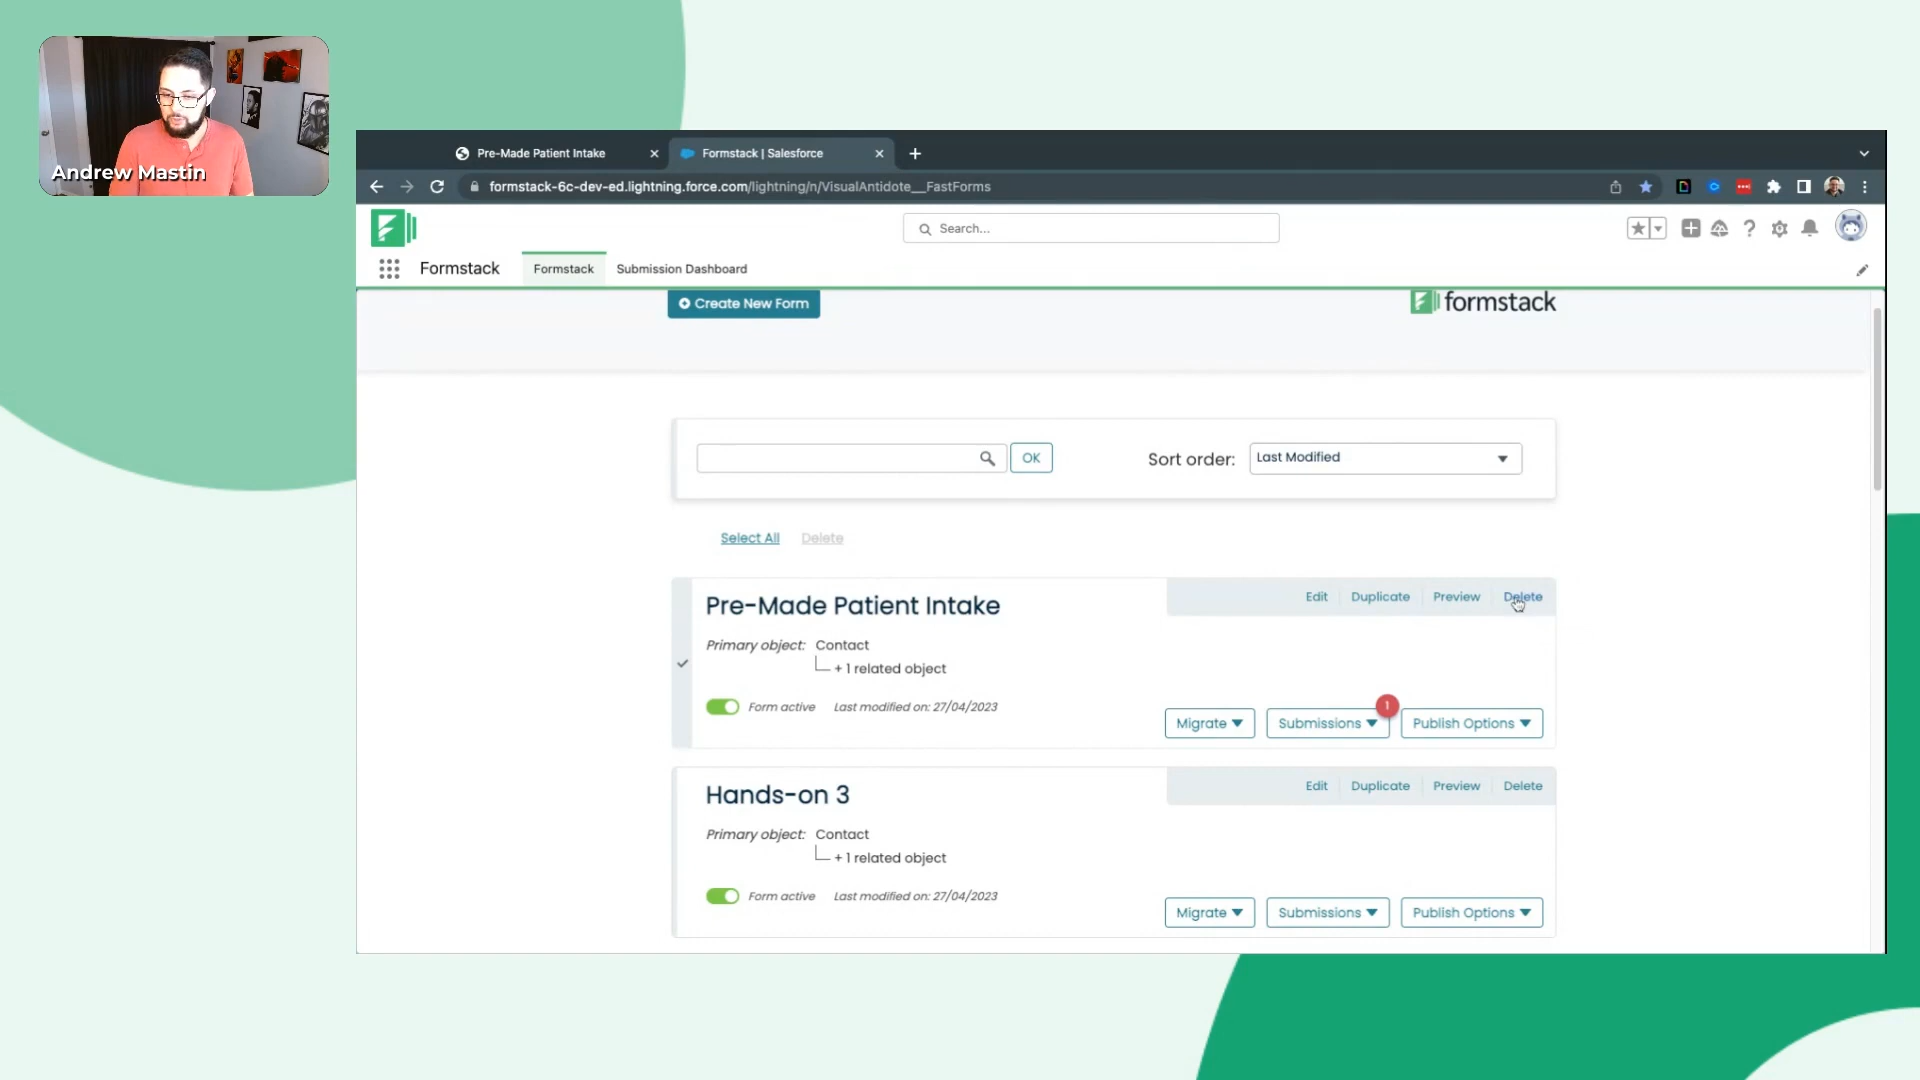 Andrew Mastin
Pre-Made Patient Intake
Formstack | Salesforce
formstack-6c-dev-ed.lightning.force.com/lightning/n/VisualAntidote__FastForms
Search...
Formstack
Formstack
Submission Dashboard
Create New Form
formstack
OK
Sort order:
Last Modified
Select All
Delete
Pre-Made Patient Intake
Edit
Duplicate
Preview
Delete
Primary object: Contact
+ 1 related object
Form active
Last modified on: 27/04/2023
Migrate
Submissions
1
Publish Options
Hands-on 3
Edit
Duplicate
Preview
Delete
Primary object: Contact
+ 1 related object
Form active
Last modified on: 27/04/2023
Migrate
Submissions
Publish Options